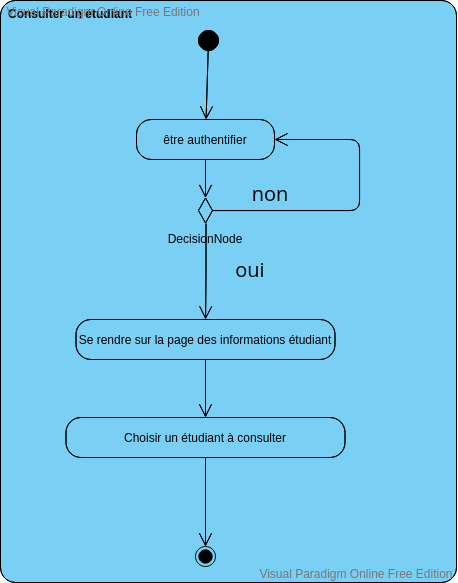 Visual Paradigm Online Free Edition
Consulter un étudiant
être authentifier
non
DecisionNode
oui
Se rendre sur la page des informations étudiant
Choisir un étudiant à consulter
Visual Paradigm Online Free Edition